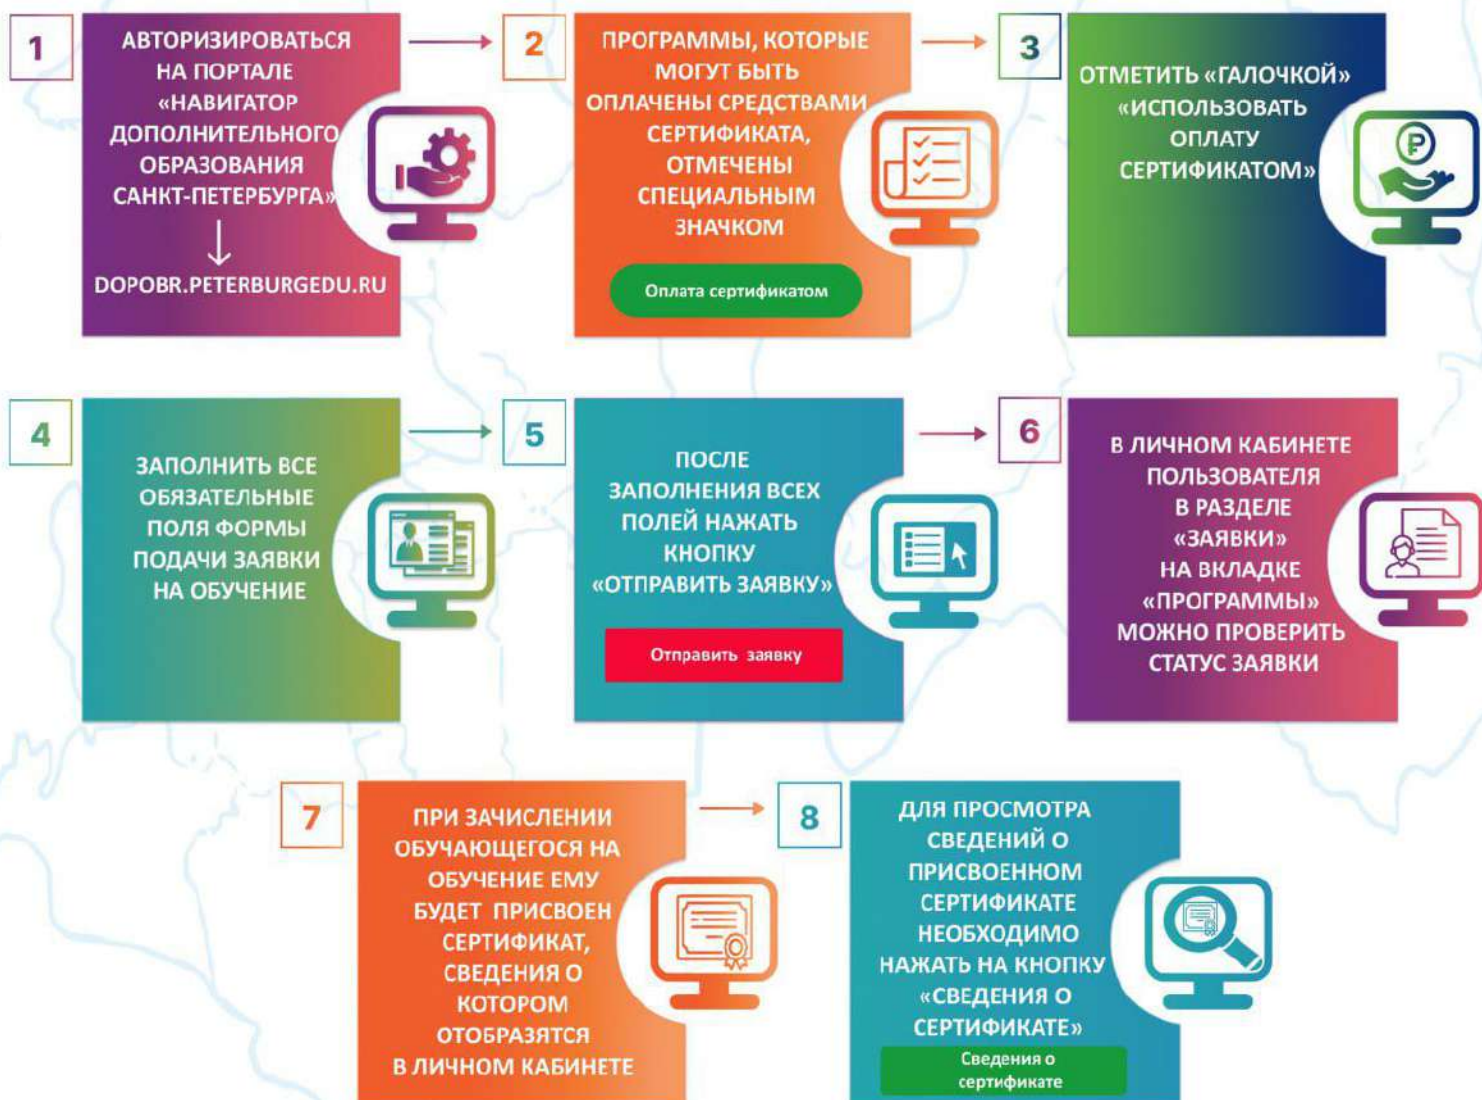 1
АВТОРИЗИРОВАТЬСЯ
НА ПОРТАЛЕ
«НАВИГАТОР
ДОПОЛНИТЕЛЬНОГО
ОБРАЗОВАНИЯ
САНКТ-ПЕТЕРБУРГА»
DOPOBR.PETERBURGEDU.RU
2
ПРОГРАММЫ, КОТОРЫЕ
МОГУТ БЫТЬ
ОПЛАЧЕНЫ СРЕДСТВАМИ
СЕРТИФИКАТА,
ОТМЕЧЕНЫ
СПЕЦИАЛЬНЫМ
ЗНАЧКОМ
Оплата сертификатом
3
ОТМЕТИТЬ «ГАЛОЧКОЙ»
«ИСПОЛЬЗОВАТЬ
ОПЛАТУ
СЕРТИФИКАТОМ»
4
ЗАПОЛНИТЬ ВСЕ
ОБЯЗАТЕЛЬНЫЕ
ПОЛЯ ФОРМЫ
ПОДАЧИ ЗАЯВКИ
НА ОБУЧЕНИЕ
5
ПОСЛЕ
ЗАПОЛНЕНИЯ ВСЕХ
ПОЛЕЙ НАЖАТЬ
КНОПКУ
«ОТПРАВИТЬ ЗАЯВКУ»
Отправить заявку
6
В ЛИЧНОМ КАБИНЕТЕ
ПОЛЬЗОВАТЕЛЯ
В РАЗДЕЛЕ
«ЗАЯВКИ»
НА ВКЛАДКЕ
«ПРОГРАММЫ»
МОЖНО ПРОВЕРИТЬ
СТАТУС ЗАЯВКИ
7
ПРИ ЗАЧИСЛЕНИИ
ОБУЧАЮЩЕГОСЯ НА
ОБУЧЕНИЕ ЕМУ
БУДЕТ ПРИСВОЕН
СЕРТИФИКАТ,
СВЕДЕНИЯ О
КОТОРОМ
ОТОБРАЗЯТСЯ
В ЛИЧНОМ КАБИНЕТЕ
8
ДЛЯ ПРОСМОТРА
СВЕДЕНИЙ О
ПРИСВОЕННОМ
СЕРТИФИКАТЕ
НЕОБХОДИМО
НАЖАТЬ НА КНОПКУ
«СВЕДЕНИЯ О
СЕРТИФИКАТЕ»
Сведения о
сертификате